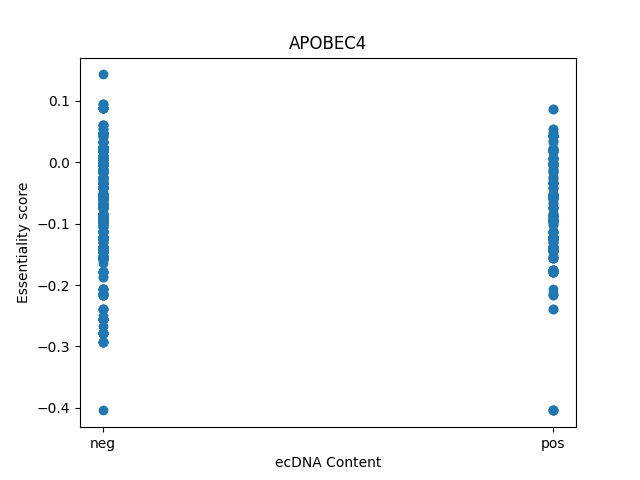 APOBEC4
Essentiality score
0.1
0.0
−0.1
−0.2
−0.3
−0.4
neg
pos
ecDNA Content